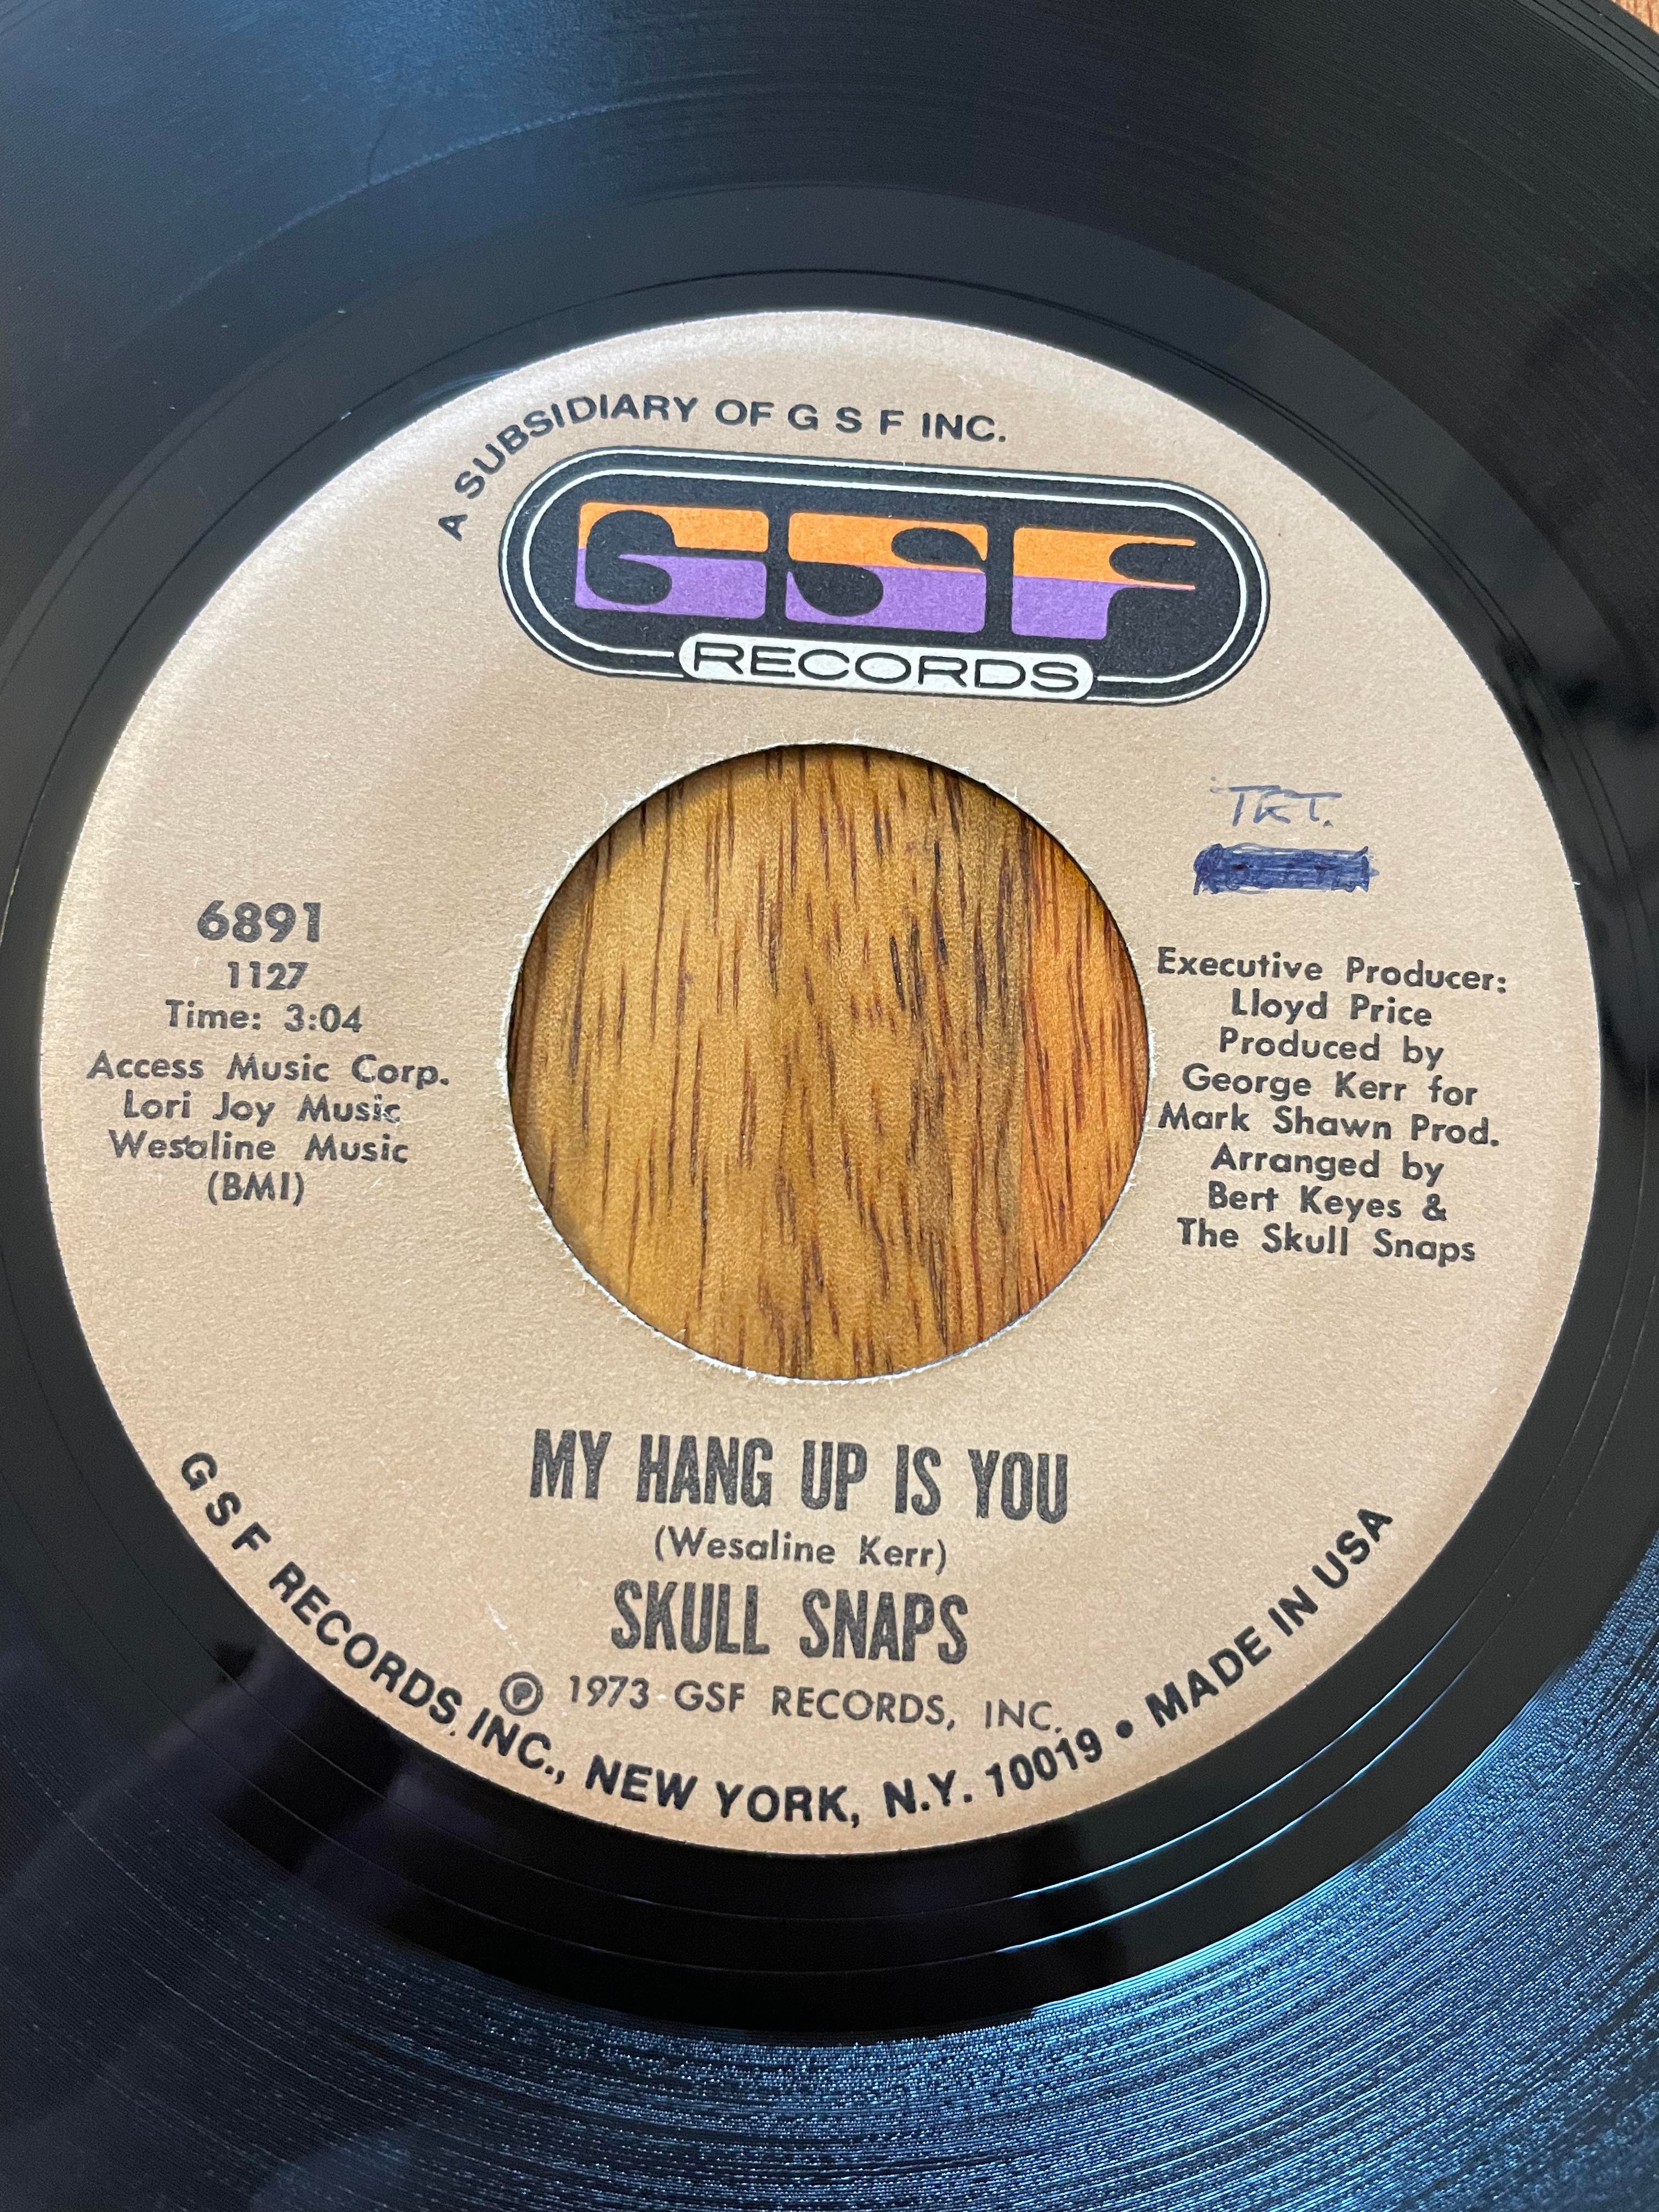 A SUBSIDIARY OF G S F INC.
GSF
RECORDS
TKT.
6891
1127
Time: 3:04
Access Music Corp.
Lori Joy Music
Wesaline Music
(BMI)
Executive Producer:
Lloyd Price
Produced by
George Kerr for
Mark Shawn Prod.
Arranged by
Bert Keyes &
The Skull Snaps
MY HANG UP IS YOU
(Wesaline Kerr)
SKULL SNAPS
℗ 1973 GSF RECORDS, INC.
G S F RECORDS, INC., NEW YORK, N.Y. 10019 • MADE IN USA